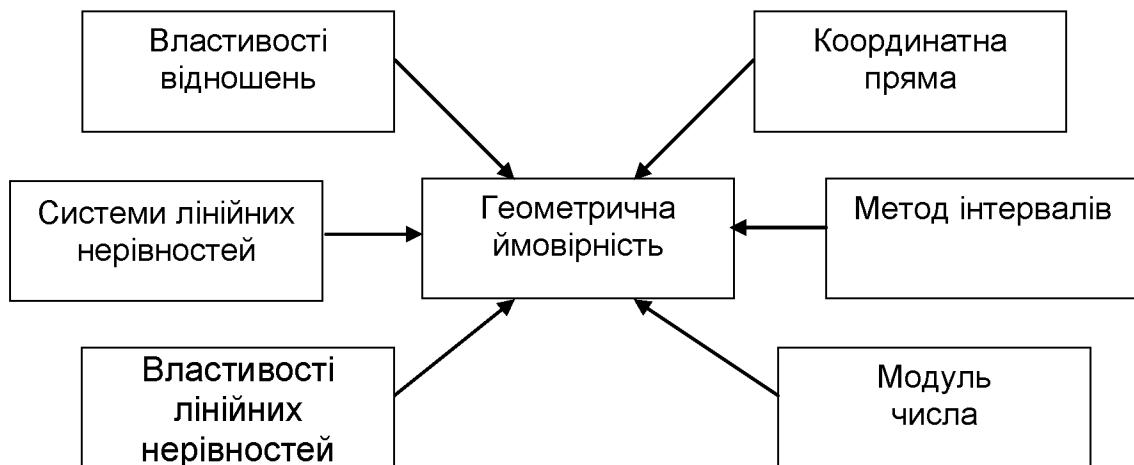 Властивості
відношень
Координатна
пряма
Системи лінійних
нерівностей
Геометрична
ймовірність
Метод інтервалів
Властивості
лінійних
нерівностей
Модуль
числа